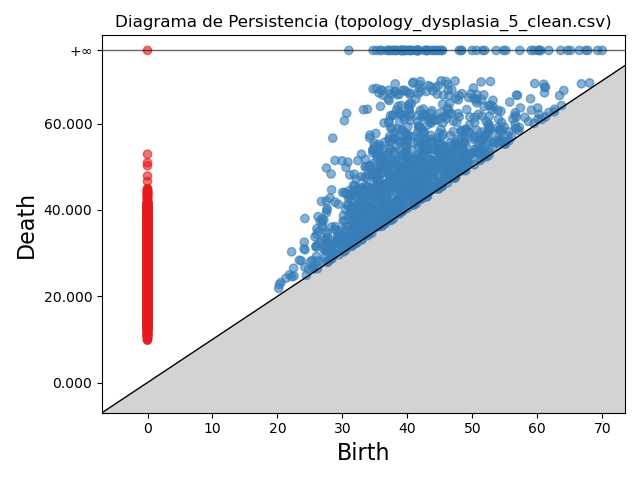 Diagrama de Persistencia (topology_dysplasia_5_clean.csv)
+∞
60.000
40.000
20.000
0.000
Death
0 10 20 30 40 50 60 70
Birth